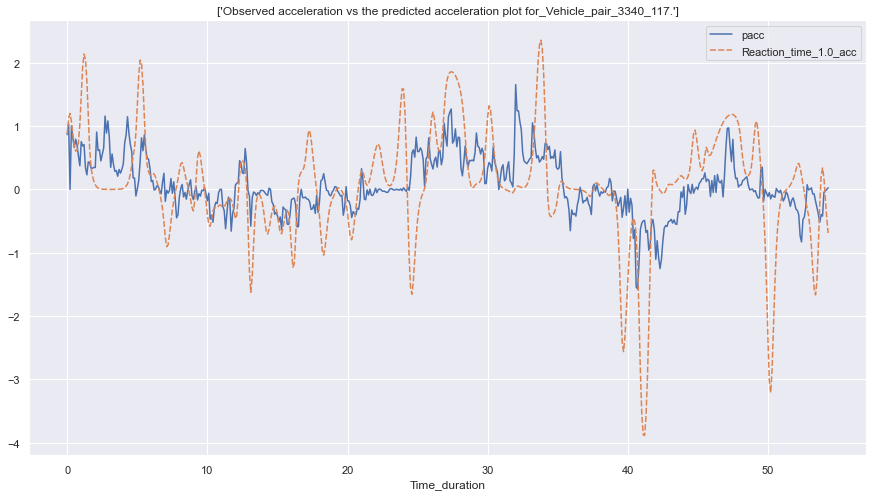 ['Observed acceleration vs the predicted acceleration plot for_Vehicle_pair_3340_117.']
pacc
Reaction_time_1.0_acc
2
1
0
−1
−2
−3
−4
0 10 20 30 40 50
Time_duration